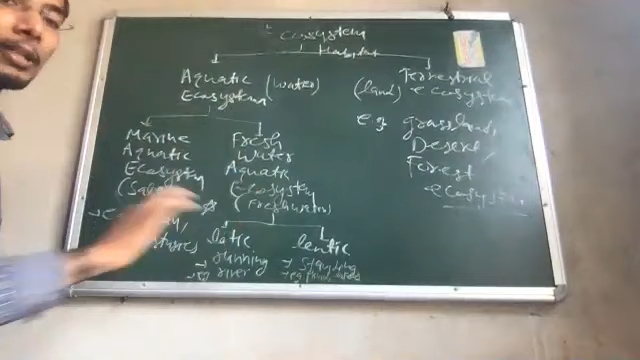 Ecosystem
Habitat
Aquatic (water)
Ecosystem
Terrestrial
(land) ecosystem
eg grassland,
Desert,
Forest
ecosystem.
Marine
Aquatic
Ecosystem
Fresh
Water
Aquatic
Ecosystem
(Freshwater)
lotic
running
river
lentic
→ standing